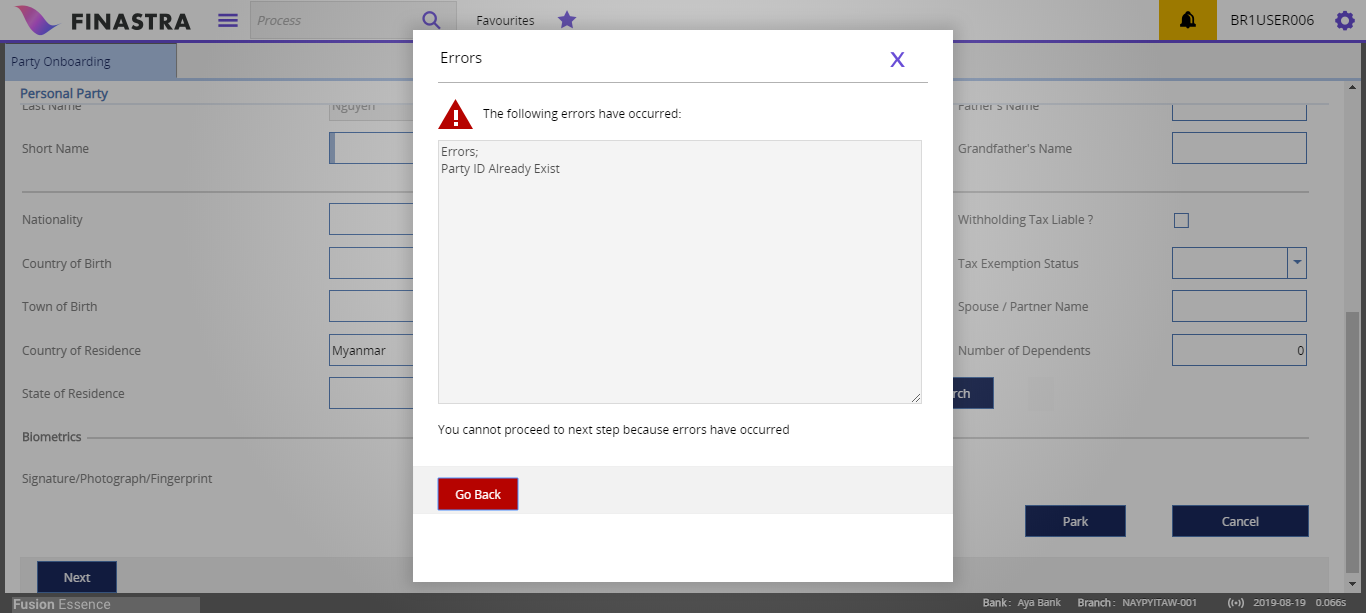 FINASTRA
Process
Favourites
BR1USER006
Party Onboarding
Personal Party
Last Name
Nguyen
Father's Name
Short Name
Grandfather's Name
Nationality
Withholding Tax Liable ?
Country of Birth
Tax Exemption Status
Town of Birth
Spouse / Partner Name
Country of Residence
Myanmar
Number of Dependents
0
State of Residence
rch
Biometrics
Signature/Photograph/Fingerprint
Park
Cancel
Next
Errors
X
The following errors have occurred:
Errors;
Party ID Already Exist
You cannot proceed to next step because errors have occurred
Go Back
Fusion Essence
Bank : Aya Bank Branch : NAYPYITAW-001 2019-08-19 0.066s